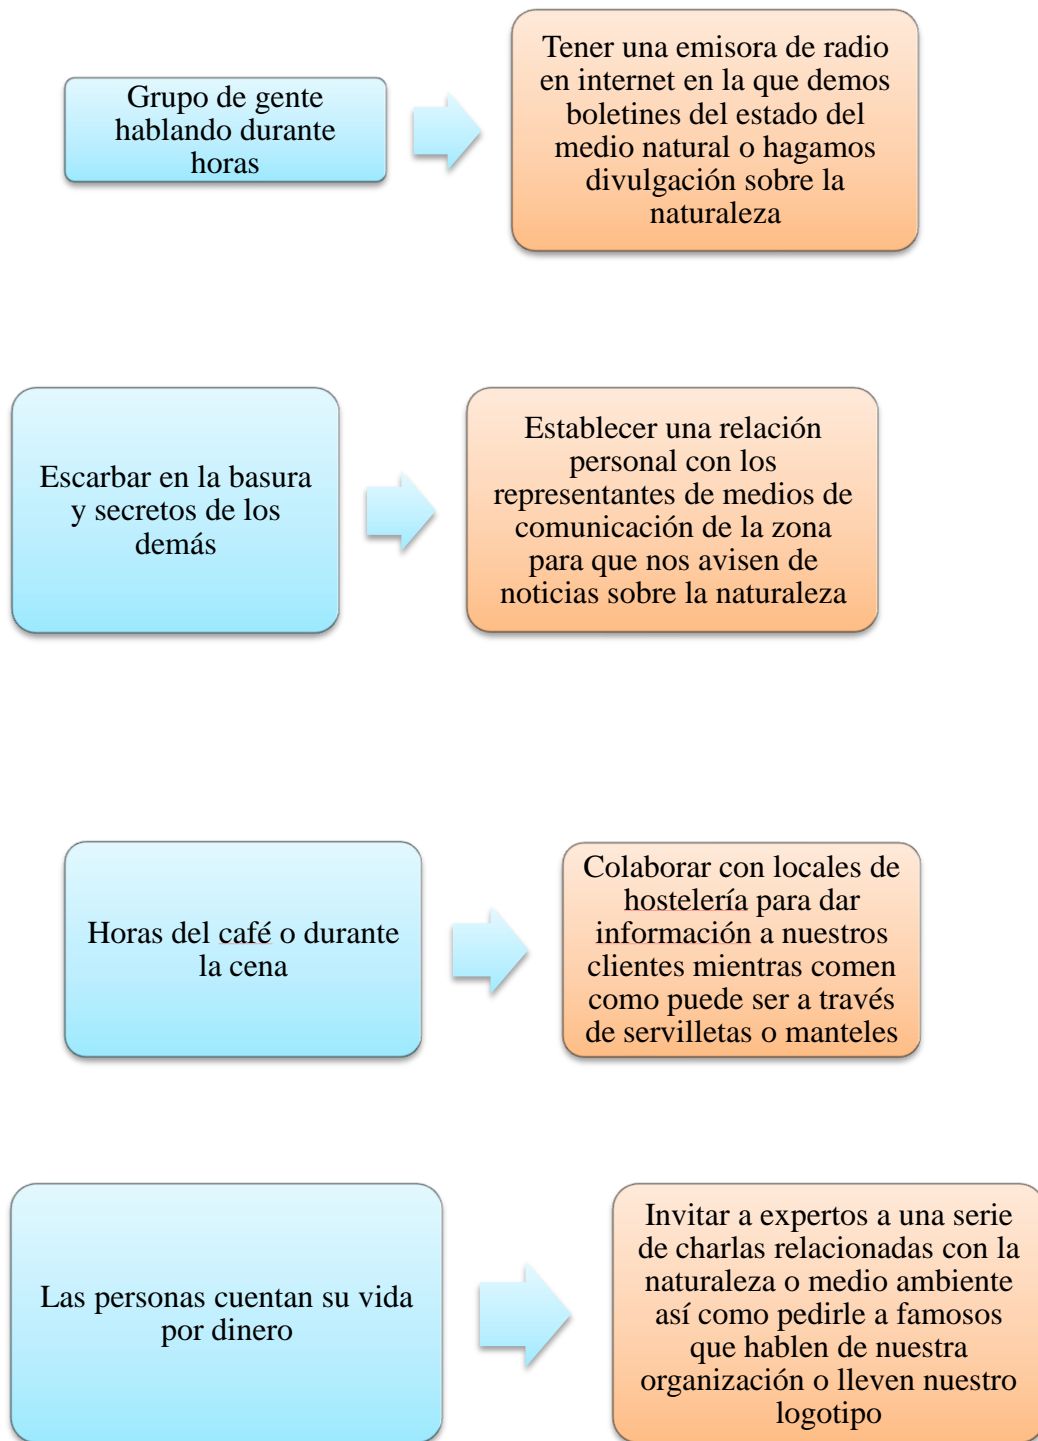 Grupo de gente
hablando durante
horas
Tener una emisora de radio
en internet en la que demos
boletines del estado del
medio natural o hagamos
divulgación sobre la
naturaleza
Escarbar en la basura
y secretos de los
demás
Establecer una relación
personal con los
representantes de medios de
comunicación de la zona
para que nos avisen de
noticias sobre la naturaleza
Horas del café o durante
la cena
Colaborar con locales de
hostelería para dar
información a nuestros
clientes mientras comen
como puede ser a través
de servilletas o manteles
Las personas cuentan su vida
por dinero
Invitar a expertos a una serie
de charlas relacionadas con la
naturaleza o medio ambiente
así como pedirle a famosos
que hablen de nuestra
organización o lleven nuestro
logotipo